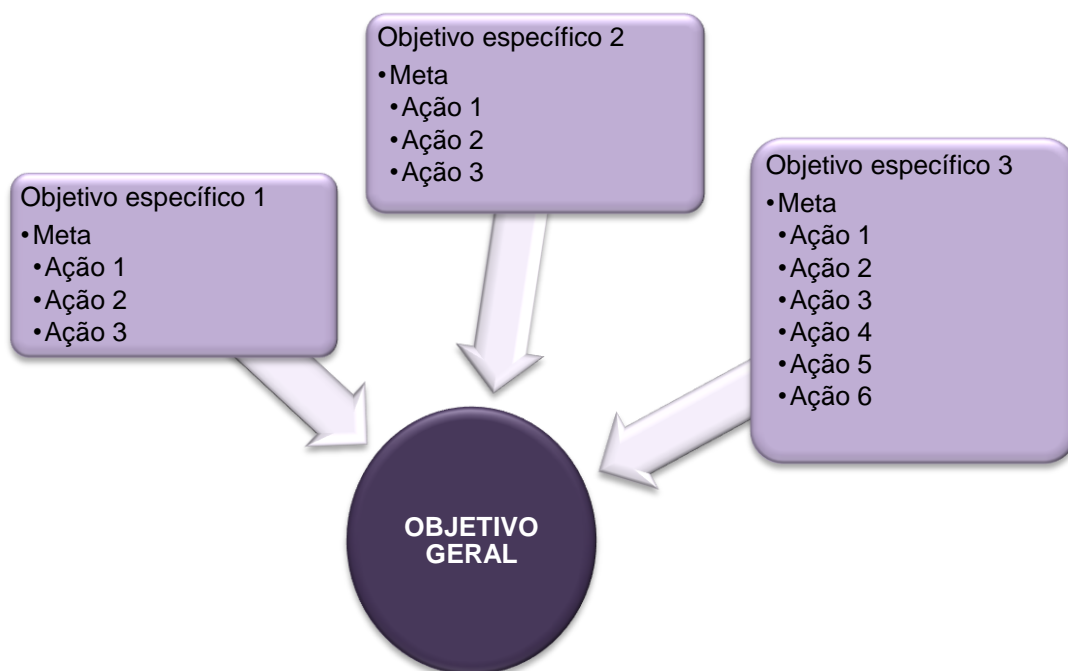 Objetivo específico 1
•Meta
•Ação 1
•Ação 2
•Ação 3
Objetivo específico 2
•Meta
•Ação 1
•Ação 2
•Ação 3
Objetivo específico 3
•Meta
•Ação 1
•Ação 2
•Ação 3
•Ação 4
•Ação 5
•Ação 6
OBJETIVO
GERAL